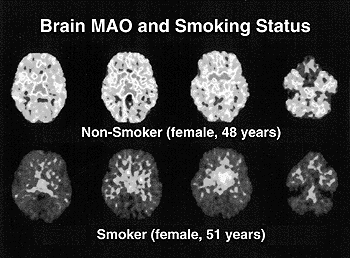 Brain MAO and Smoking Status
Non-Smoker (female, 48 years)
Smoker (female, 51 years)